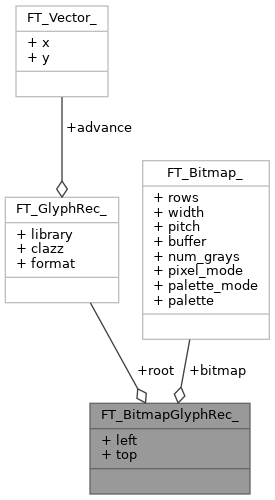 FT_Vector_
+ x
+ y
+advance
FT_GlyphRec_
+ library
+ clazz
+ format
FT_Bitmap_
+ rows
+ width
+ pitch
+ buffer
+ num_grays
+ pixel_mode
+ palette_mode
+ palette
+root
+bitmap
FT_BitmapGlyphRec_
+ left
+ top